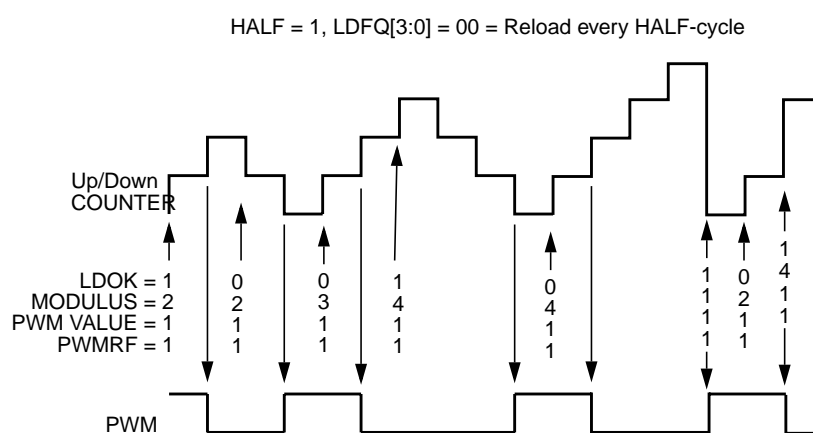 HALF = 1, LDFQ[3:0] = 00 = Reload every HALF-cycle
Up/Down
COUNTER
LDOK = 1 0 0 1 0 1 0 1
MODULUS = 2 2 3 4 4 1 2 4
PWM VALUE = 1 1 1 1 1 1 1 1
PWMRF = 1 1 1 1 1 1 1 1
PWM